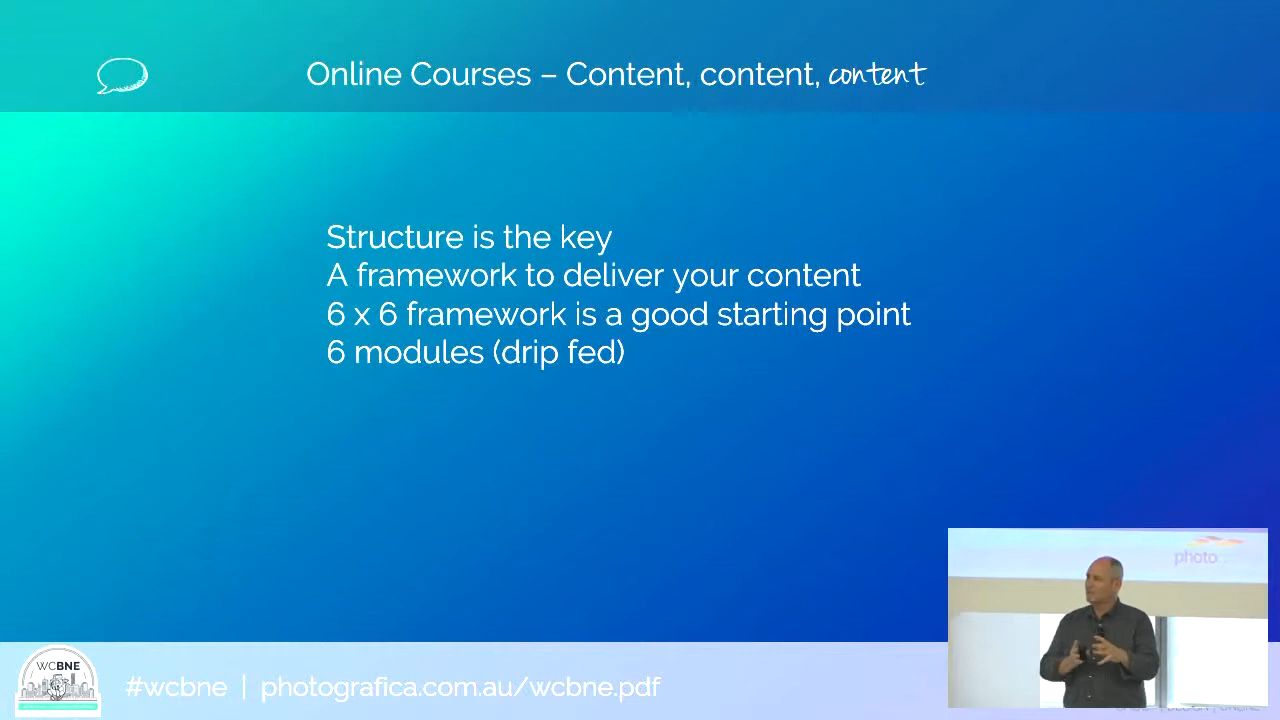 Online Courses – Content, content, content
Structure is the key
A framework to deliver your content
6 x 6 framework is a good starting point
6 modules (drip fed)
photo
WCBNE
#wcbne | photografica.com.au/wcbne.pdf